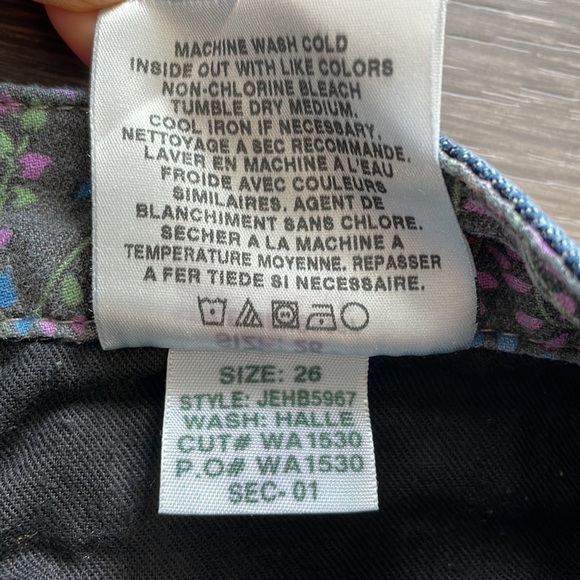 MACHINE WASH COLD
INSIDE OUT WITH LIKE COLORS
NON-CHLORINE BLEACH
TUMBLE DRY MEDIUM.
COOL IRON IF NECESSARY.
NETTOYAGE A SEC RECOMMANDE.
LAVER EN MACHINE A L'EAU
FROIDE AVEC COULEURS
SIMILAIRES. AGENT DE
BLANCHIMENT SANS CHLORE.
SECHER A LA MACHINE A
TEMPERATURE MOYENNE. REPASSER
A FER TIEDE SI NECESSAIRE.
SIZE: 26
SIZE: 26
STYLE: JEHB5967
WASH: HALLE
CUT# WA1530
P.O# WA1530
SEC- 01